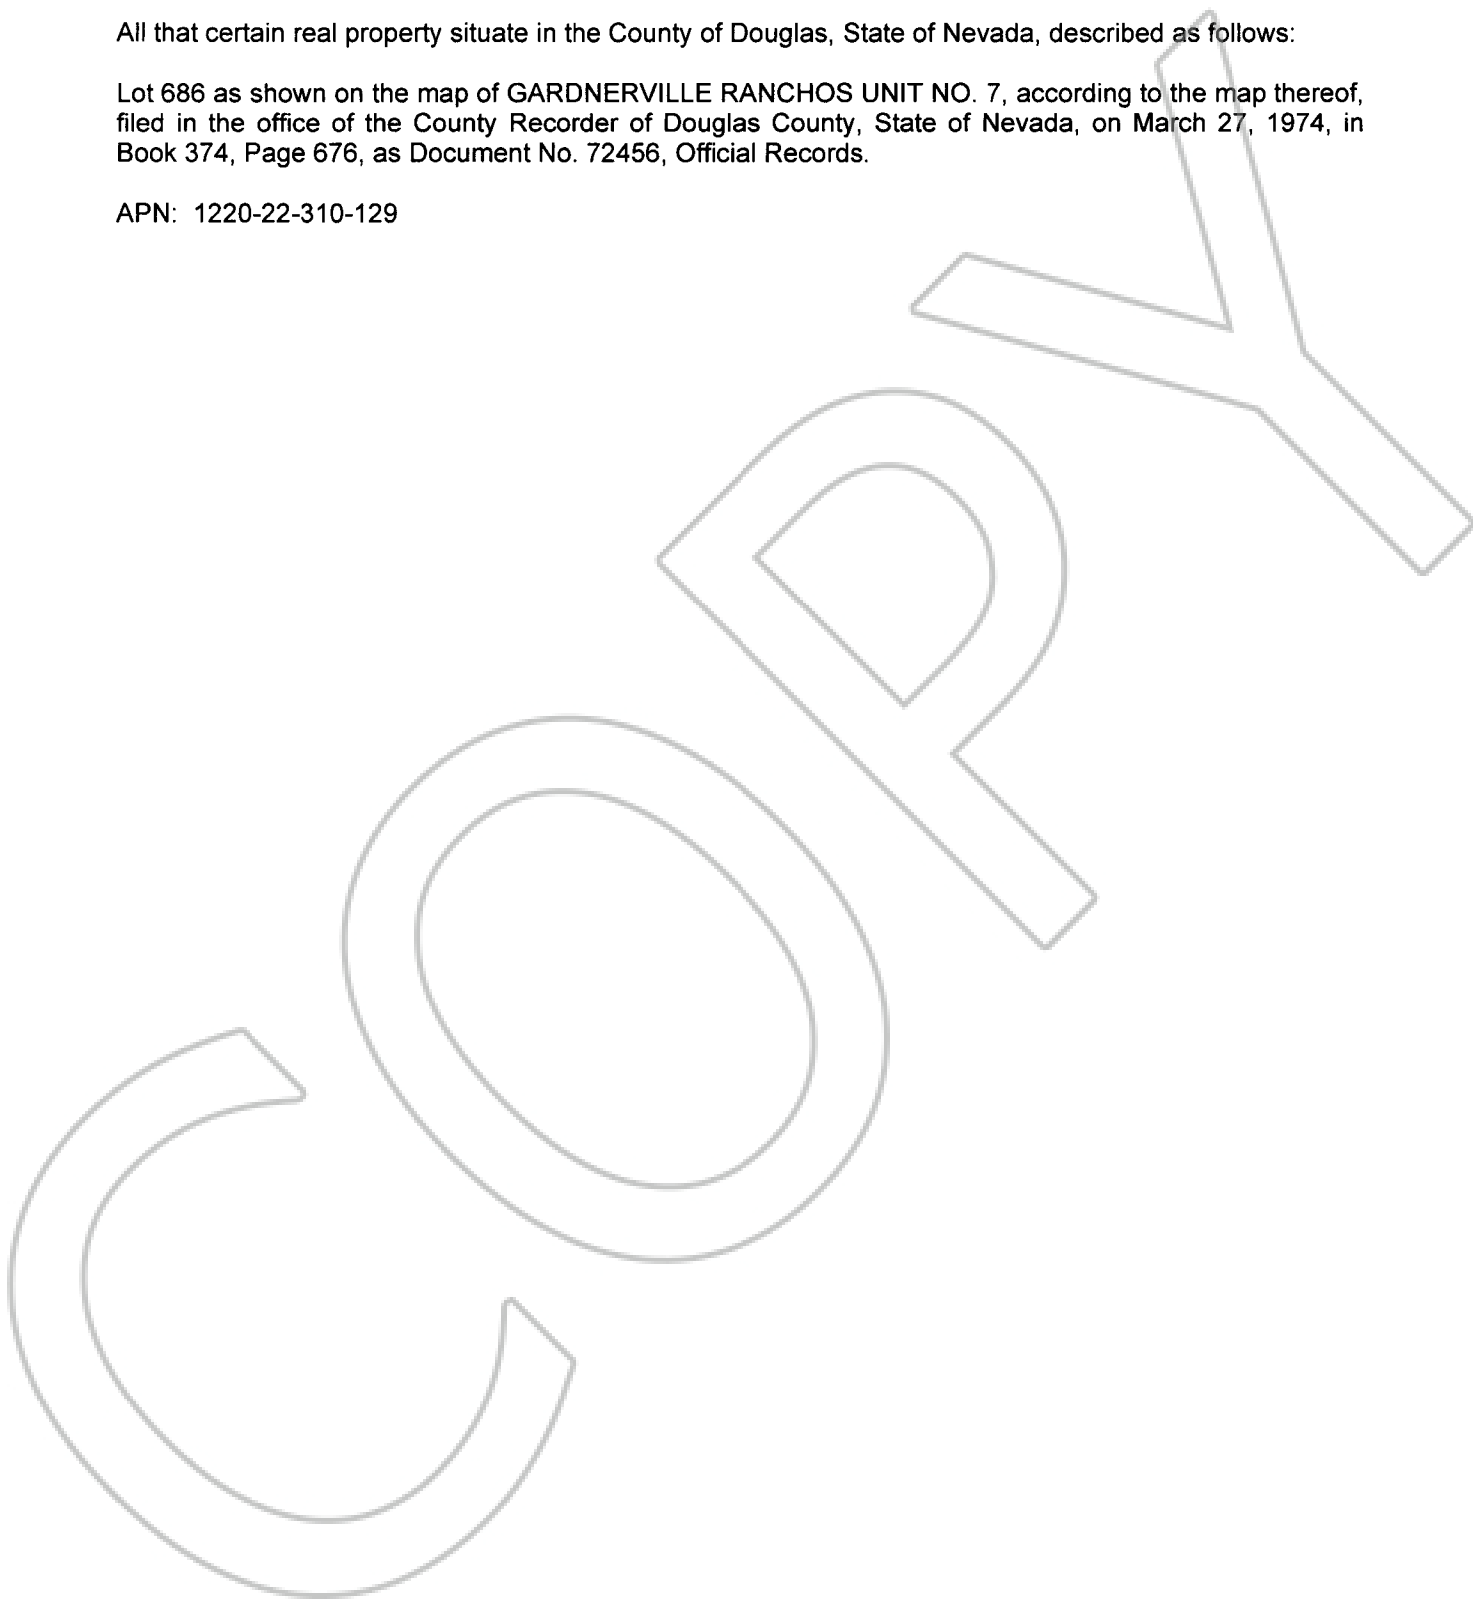 All that certain real property situate in the County of Douglas, State of Nevada, described as follows:
Lot 686 as shown on the map of GARDNERVILLE RANCHOS UNIT NO. 7, according to the map thereof,
filed in the office of the County Recorder of Douglas County, State of Nevada, on March 27, 1974, in
Book 374, Page 676, as Document No. 72456, Official Records.
APN: 1220-22-310-129
COPY